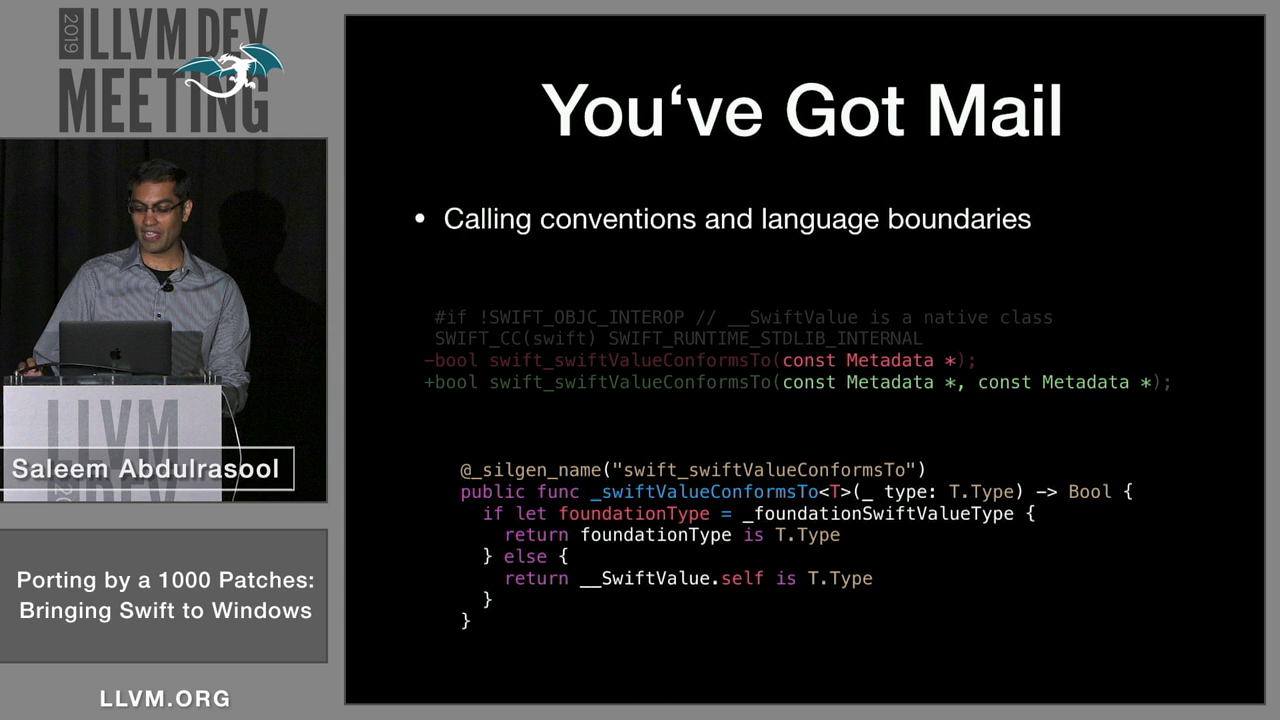 2019 LLVM DEV
MEETING
LLVM
Saleem Abdulrasool
Porting by a 1000 Patches:
Bringing Swift to Windows
LLVM.ORG
You‘ve Got Mail
• Calling conventions and language boundaries
#if !SWIFT_OBJC_INTEROP // __SwiftValue is a native class
SWIFT_CC(swift) SWIFT_RUNTIME_STDLIB_INTERNAL
-bool swift_swiftValueConformsTo(const Metadata *);
+bool swift_swiftValueConformsTo(const Metadata *, const Metadata *);
@_silgen_name("swift_swiftValueConformsTo")
public func _swiftValueConformsTo<T>(_ type: T.Type) -> Bool {
if let foundationType = _foundationSwiftValueType {
return foundationType is T.Type
} else {
return __SwiftValue.self is T.Type
}
}